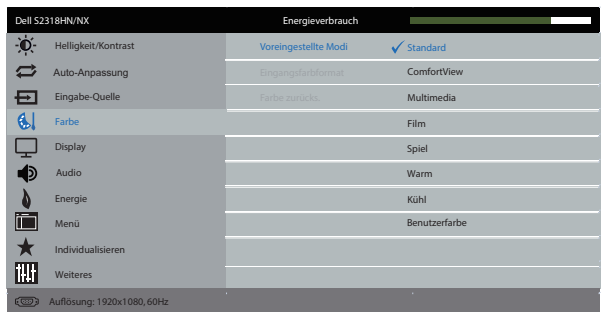 Dell S2318HN/NX Energieverbrauch
Helligkeit/Kontrast Voreingestellte Modi Standard
Auto-Anpassung Eingangsfarbformat ComfortView
Eingabe-Quelle Farbe zurücks. Multimedia
Farbe Film
Display Spiel
Audio Warm
Energie Kühl
Menü Benutzerfarbe
Individualisieren
Weiteres
Auflösung: 1920x1080, 60Hz